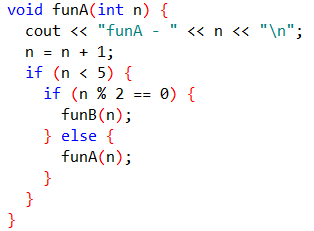 void funA(int n) {
  cout << "funA - " << n << "\n";
  n = n + 1;
  if (n < 5) {
    if (n % 2 == 0) {
      funB(n);
    } else {
      funA(n);
    }
  }
}